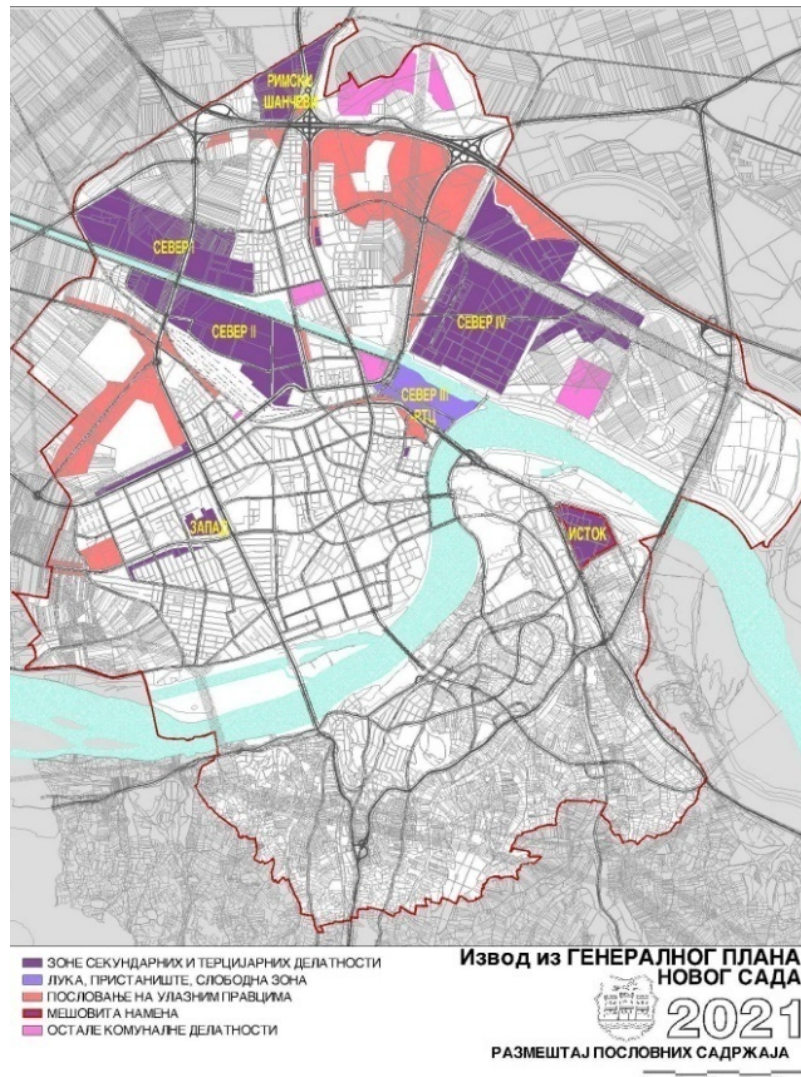 РИМСКИ
ШАНЧЕВИ
СЕВЕР I
СЕВЕР II
СЕВЕР IV
СЕВЕР III
РТЦ
ЗАПАД
ИСТОК
ЗОНЕ СЕКУНДАРНИХ И ТЕРЦИЈАРНИХ ДЕЛАТНОСТИ
ЛУКА, ПРИСТАНИШТЕ, СЛОБОДНА ЗОНА
ПОСЛОВАЊЕ НА УЛАЗНИМ ПРАВЦИМА
МЕШОВИТА НАМЕНА
ОСТАЛЕ КОМУНАЛНЕ ДЕЛАТНОСТИ
Извод из ГЕНЕРАЛНОГ ПЛАНА
НОВОГ САДА
2021
РАЗМЕШТАЈ ПОСЛОВНИХ САДРЖАЈА